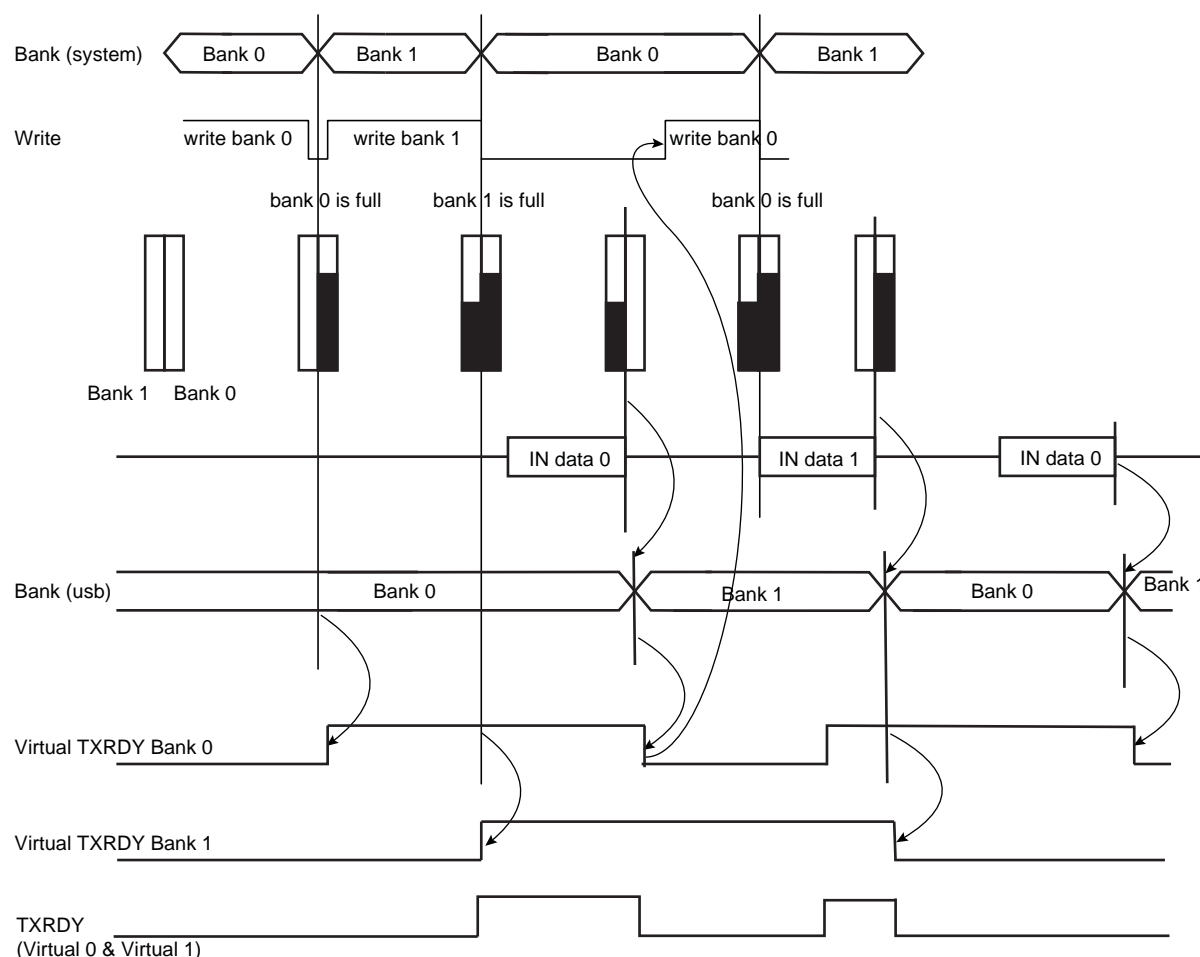 Bank (system)
Bank 0
Bank 1
Bank 0
Bank 1
Write
write bank 0
write bank 1
write bank 0
bank 0 is full
bank 1 is full
bank 0 is full
Bank 1
Bank 0
IN data 0
IN data 1
IN data 0
Bank (usb)
Bank 0
Bank 1
Bank 0
Bank 1
Virtual TXRDY Bank 0
Virtual TXRDY Bank 1
TXRDY
(Virtual 0 & Virtual 1)